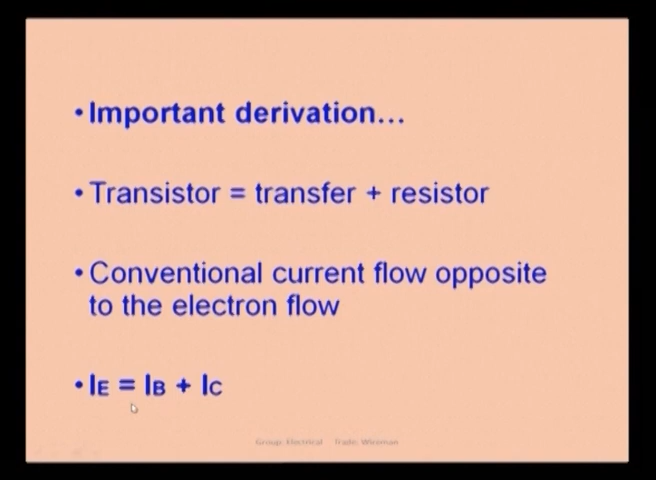 • Important derivation...
• Transistor = transfer + resistor
• Conventional current flow opposite
to the electron flow
• IE = IB + IC
Group: Electrical Trade: Wireman